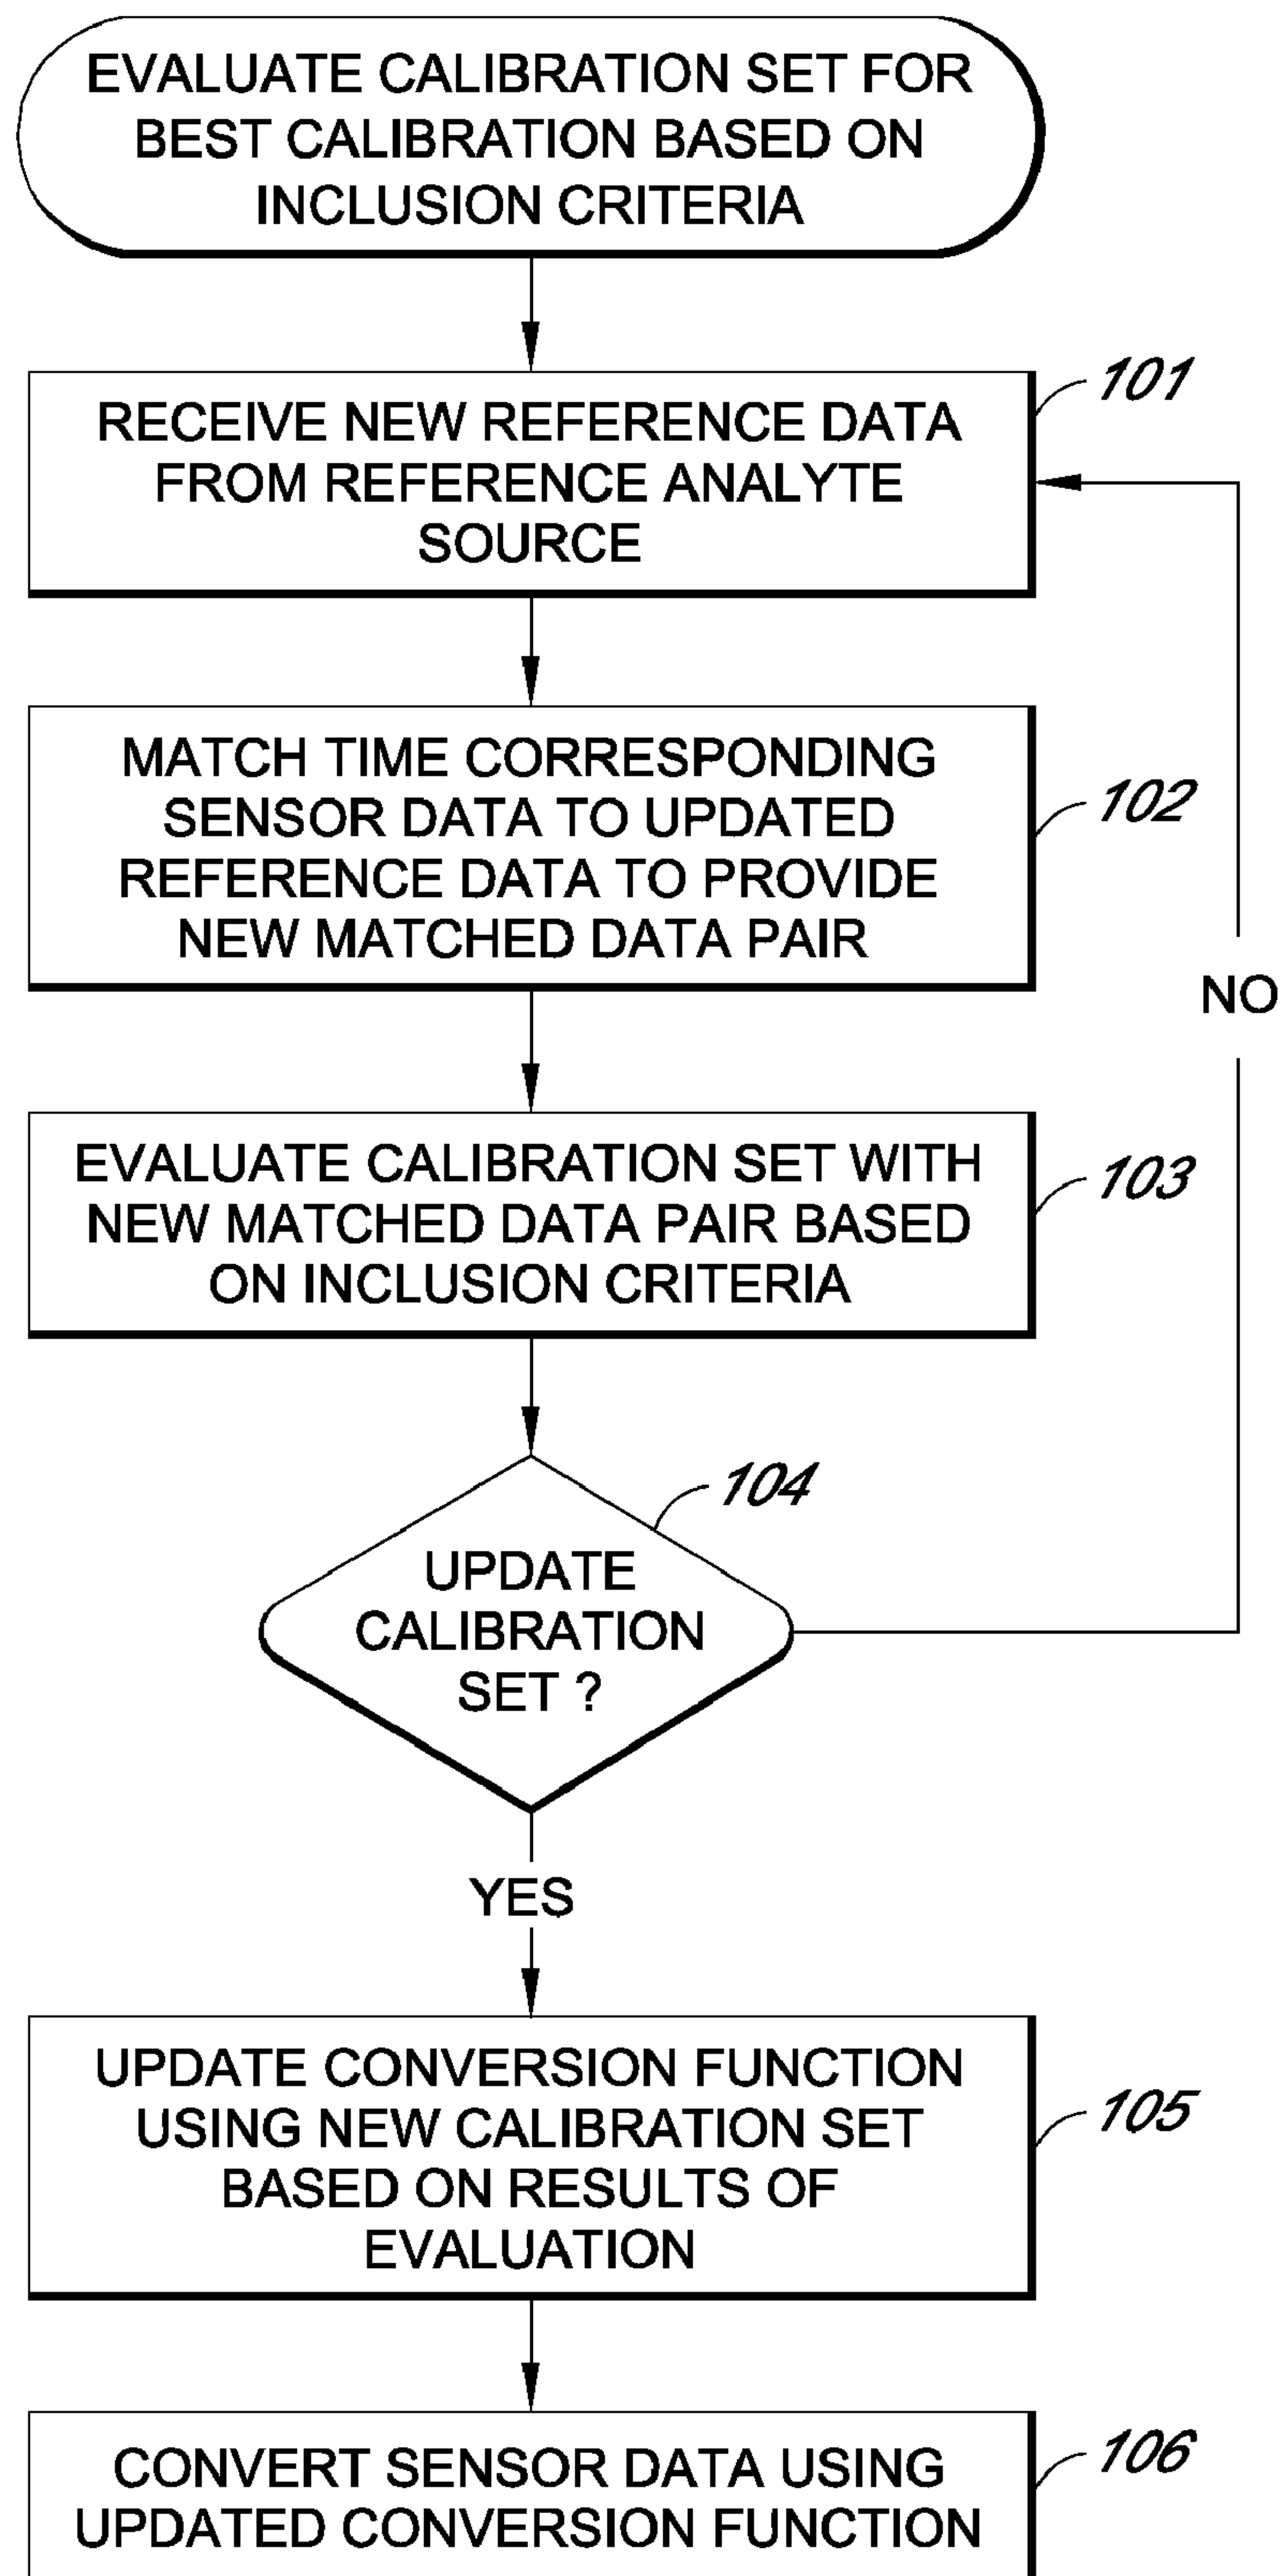 EVALUATE CALIBRATION SET FOR
BEST CALIBRATION BASED ON
INCLUSION CRITERIA
101
RECEIVE NEW REFERENCE DATA
FROM REFERENCE ANALYTE
SOURCE
102
MATCH TIME CORRESPONDING
SENSOR DATA TO UPDATED
REFERENCE DATA TO PROVIDE
NEW MATCHED DATA PAIR
NO
103
EVALUATE CALIBRATION SET WITH
NEW MATCHED DATA PAIR BASED
ON INCLUSION CRITERIA
104
UPDATE
CALIBRATION
SET ?
YES
105
UPDATE CONVERSION FUNCTION
USING NEW CALIBRATION SET
BASED ON RESULTS OF
EVALUATION
106
CONVERT SENSOR DATA USING
UPDATED CONVERSION FUNCTION